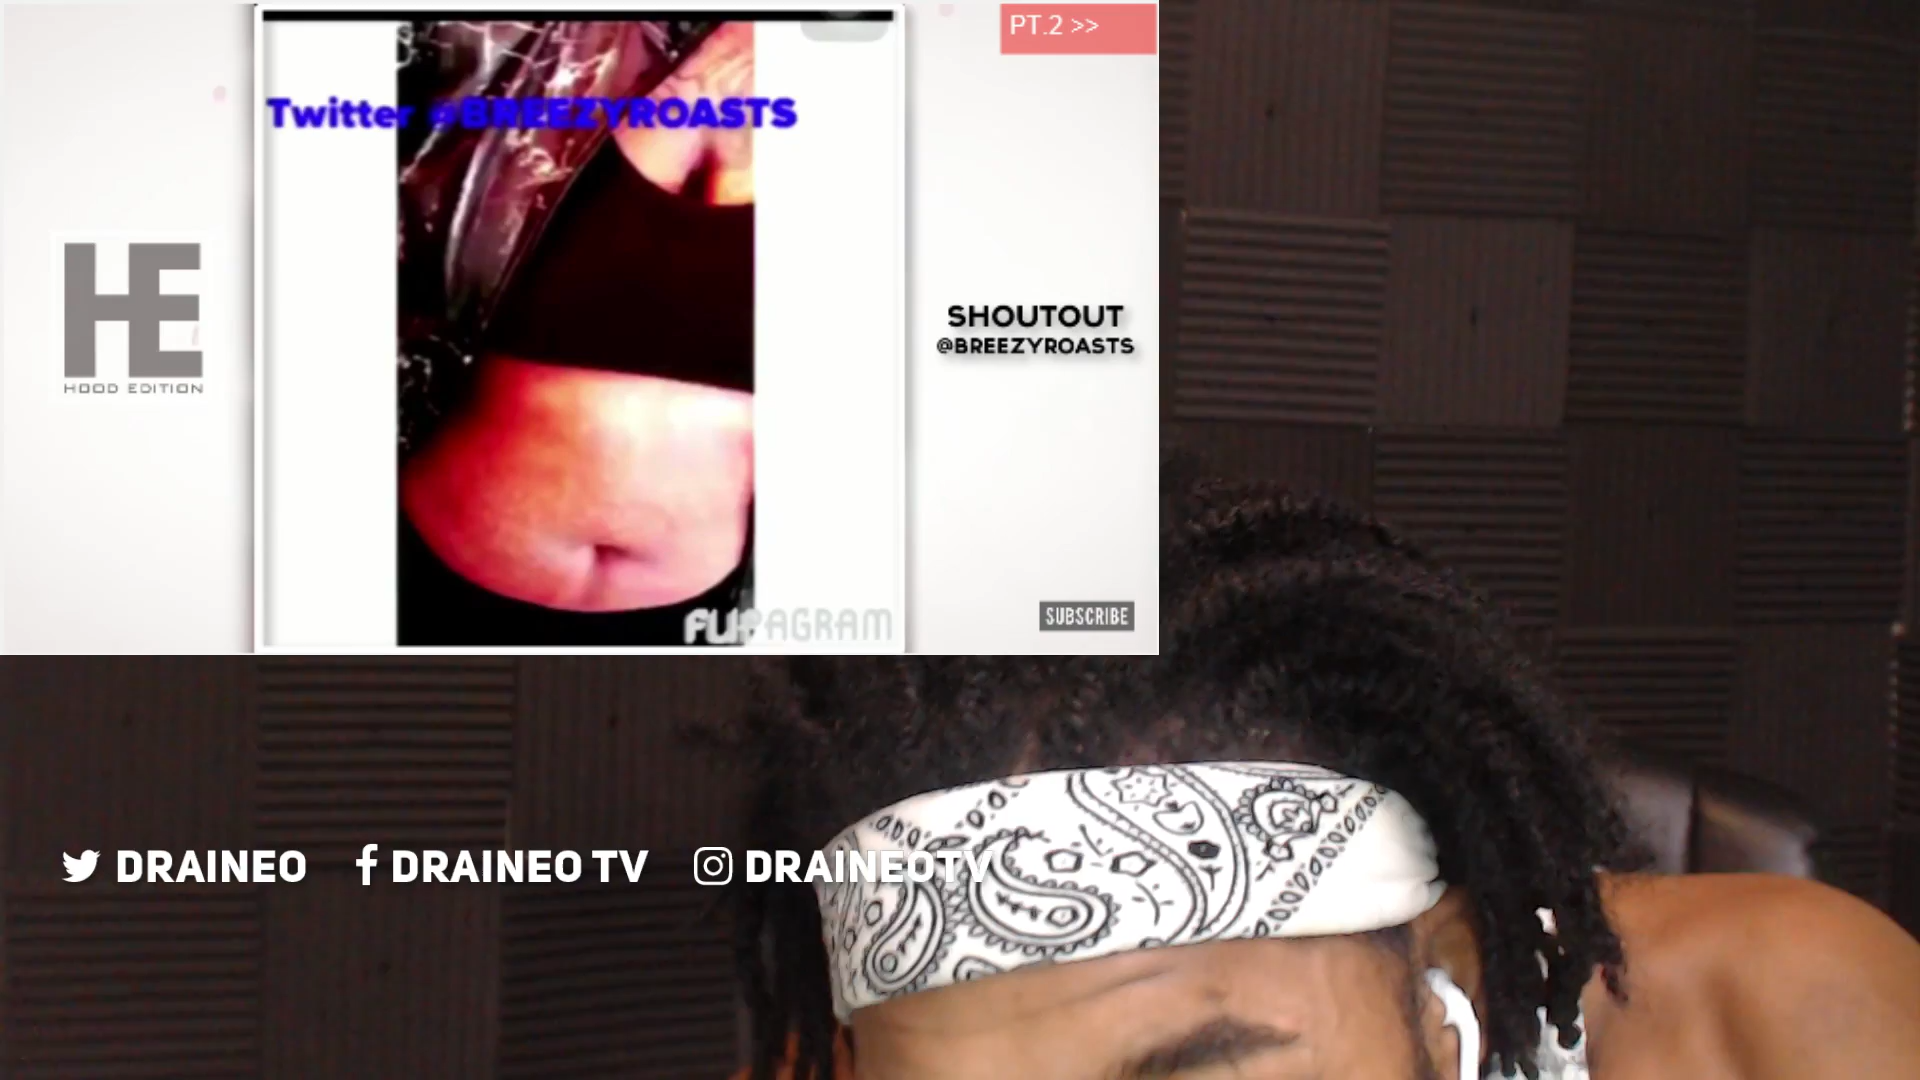 PT.2 >>
Twitter @BREEZYROASTS
HE
HOOD EDITION
SHOUTOUT
@BREEZYROASTS
SUBSCRIBE
FLIPAGRAM
DRAINEO
DRAINEO TV
DRAINEOTV